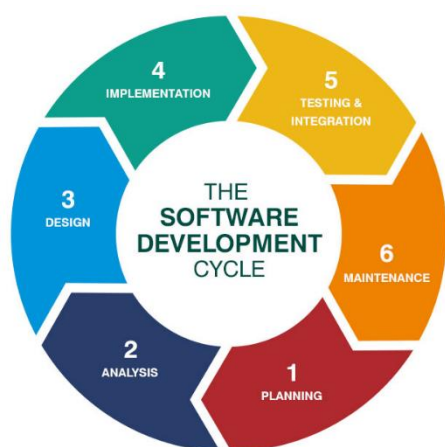 THE
SOFTWARE
DEVELOPMENT
CYCLE
1
PLANNING
2
ANALYSIS
3
DESIGN
4
IMPLEMENTATION
5
TESTING &
INTEGRATION
6
MAINTENANCE